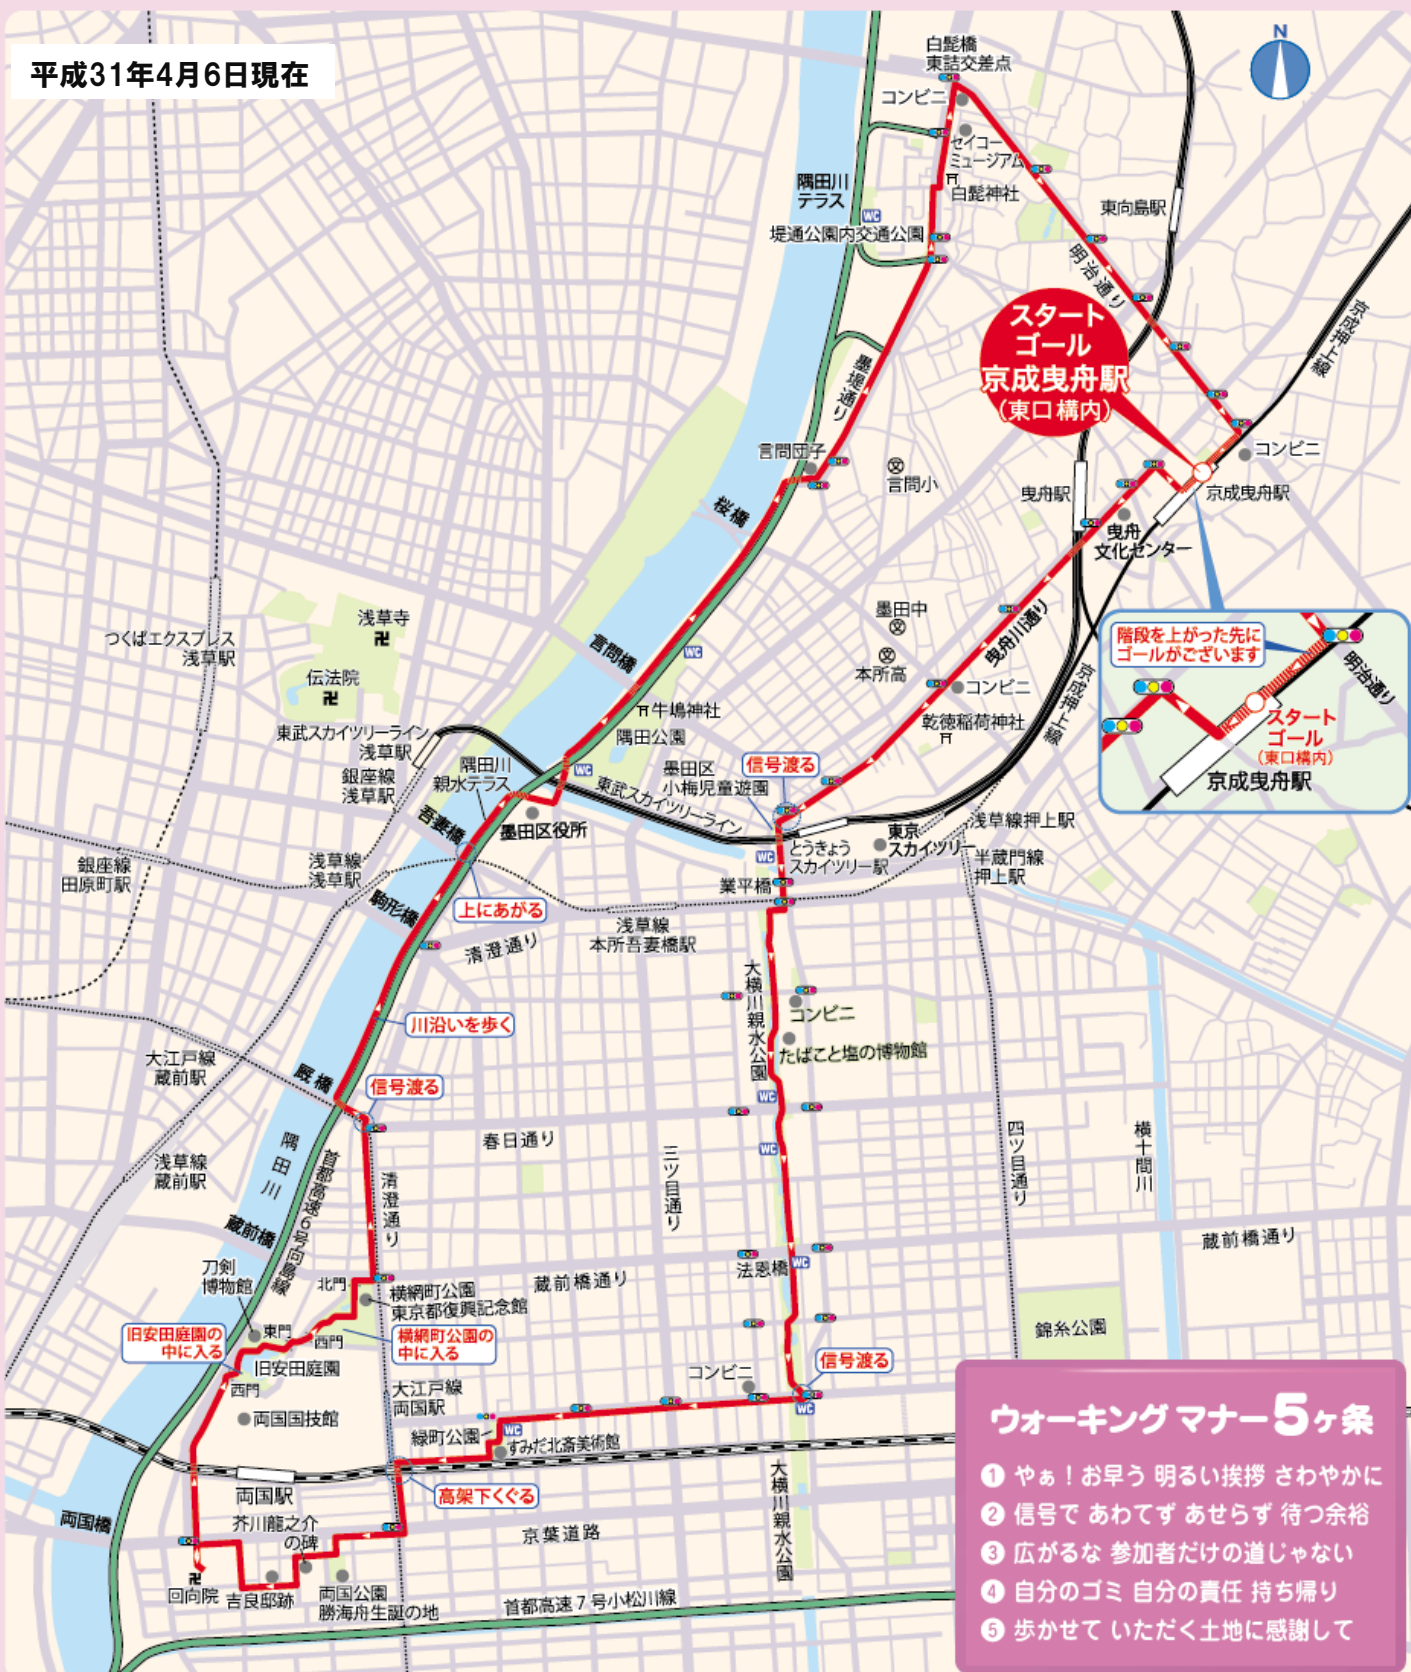 平成31年4月6日現在
N
白髭橋
東詰交差点
コンビニ
セイコー
ミュージアム
白髭神社
隅田川
テラス
WC
堤通公園内交通公園
東向島駅
明治通り
京成押上線
スタート
ゴール
京成曳舟駅
(東口構内)
墨堤通り
言問団子
言問小
コンビニ
京成曳舟駅
曳舟駅
曳舟
文化センター
桜橋
墨田中
本所高
曳舟川通り
コンビニ
乾徳稲荷神社
京成押上線
階段を上がった先に
ゴールがございます
明治通り
スタート
ゴール
(東口構内)
京成曳舟駅
つくばエクスプレス
浅草駅
浅草寺
伝法院
言問橋
WC
牛嶋神社
隅田公園
東武スカイツリーライン
浅草駅
銀座線
浅草駅
隅田川
親水テラス
WC
墨田区
小梅児童遊園
信号渡る
東武スカイツリーライン
吾妻橋
墨田区役所
とうきょう
スカイツリー駅
東京
スカイツリー
浅草線押上駅
半蔵門線
押上駅
WC
業平橋
銀座線
田原町駅
浅草線
浅草駅
駒形橋
上にあがる
清澄通り
浅草線
本所吾妻橋駅
大横川親水公園
コンビニ
たばこと塩の博物館
川沿いを歩く
大江戸線
蔵前駅
厩橋
信号渡る
WC
春日通り
WC
三ツ目通り
四ツ目通り
横十間川
浅草線
蔵前駅
隅田川
首都高速6号向島線
清澄通り
蔵前橋
蔵前橋通り
刀剣
博物館
北門
横網町公園
東京都復興記念館
蔵前橋通り
法恩橋
WC
東門
西門
旧安田庭園の
中に入る
旧安田庭園
横網町公園の
中に入る
錦糸公園
西門
両国国技館
大江戸線
両国駅
コンビニ
信号渡る
WC
緑町公園
WC
すみだ北斎美術館
両国駅
高架下くぐる
大横川親水公園
両国橋
芥川龍之介
の碑
京葉道路
回向院
吉良邸跡
両国公園
勝海舟生誕の地
首都高速7号小松川線
ウォーキングマナー5ヶ条
❶ やぁ！お早う 明るい挨拶 さわやかに
❷ 信号で あわてず あせらず 待つ余裕
❸ 広がるな 参加者だけの道じゃない
❹ 自分のゴミ 自分の責任 持ち帰り
❺ 歩かせて いただく土地に感謝して